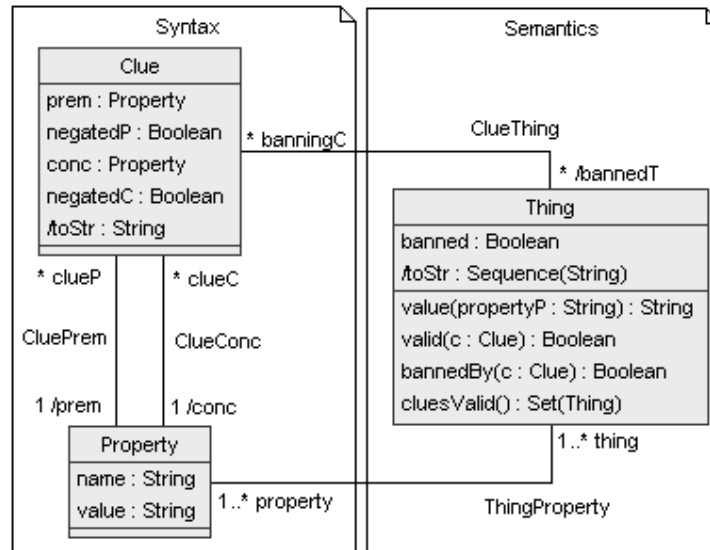 Syntax
Clue
prem : Property
negatedP : Boolean
conc : Property
negatedC : Boolean
/toStr : String
* banningC
* clueP
* clueC
CluePrem
ClueConc
1 /prem
1 /conc
Property
name : String
value : String
1..* property
Semantics
ClueThing
* /bannedT
Thing
banned : Boolean
/toStr : Sequence(String)
value(propertyP : String) : String
valid(c : Clue) : Boolean
bannedBy(c : Clue) : Boolean
cluesValid() : Set(Thing)
1..* thing
ThingProperty